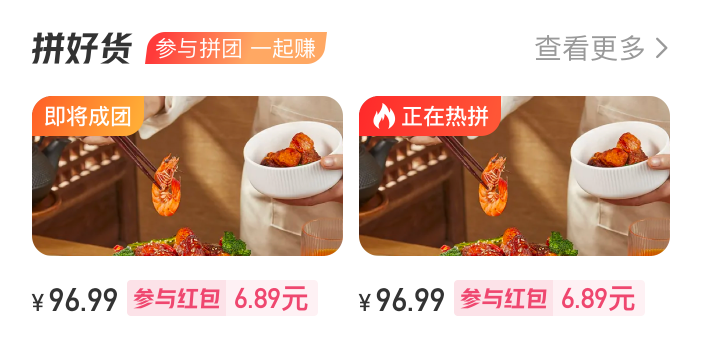 拼好货 参与拼团 一起赚 查看更多
即将成团 正在热拼
¥96.99 参与红包 6.89元 ¥96.99 参与红包 6.89元